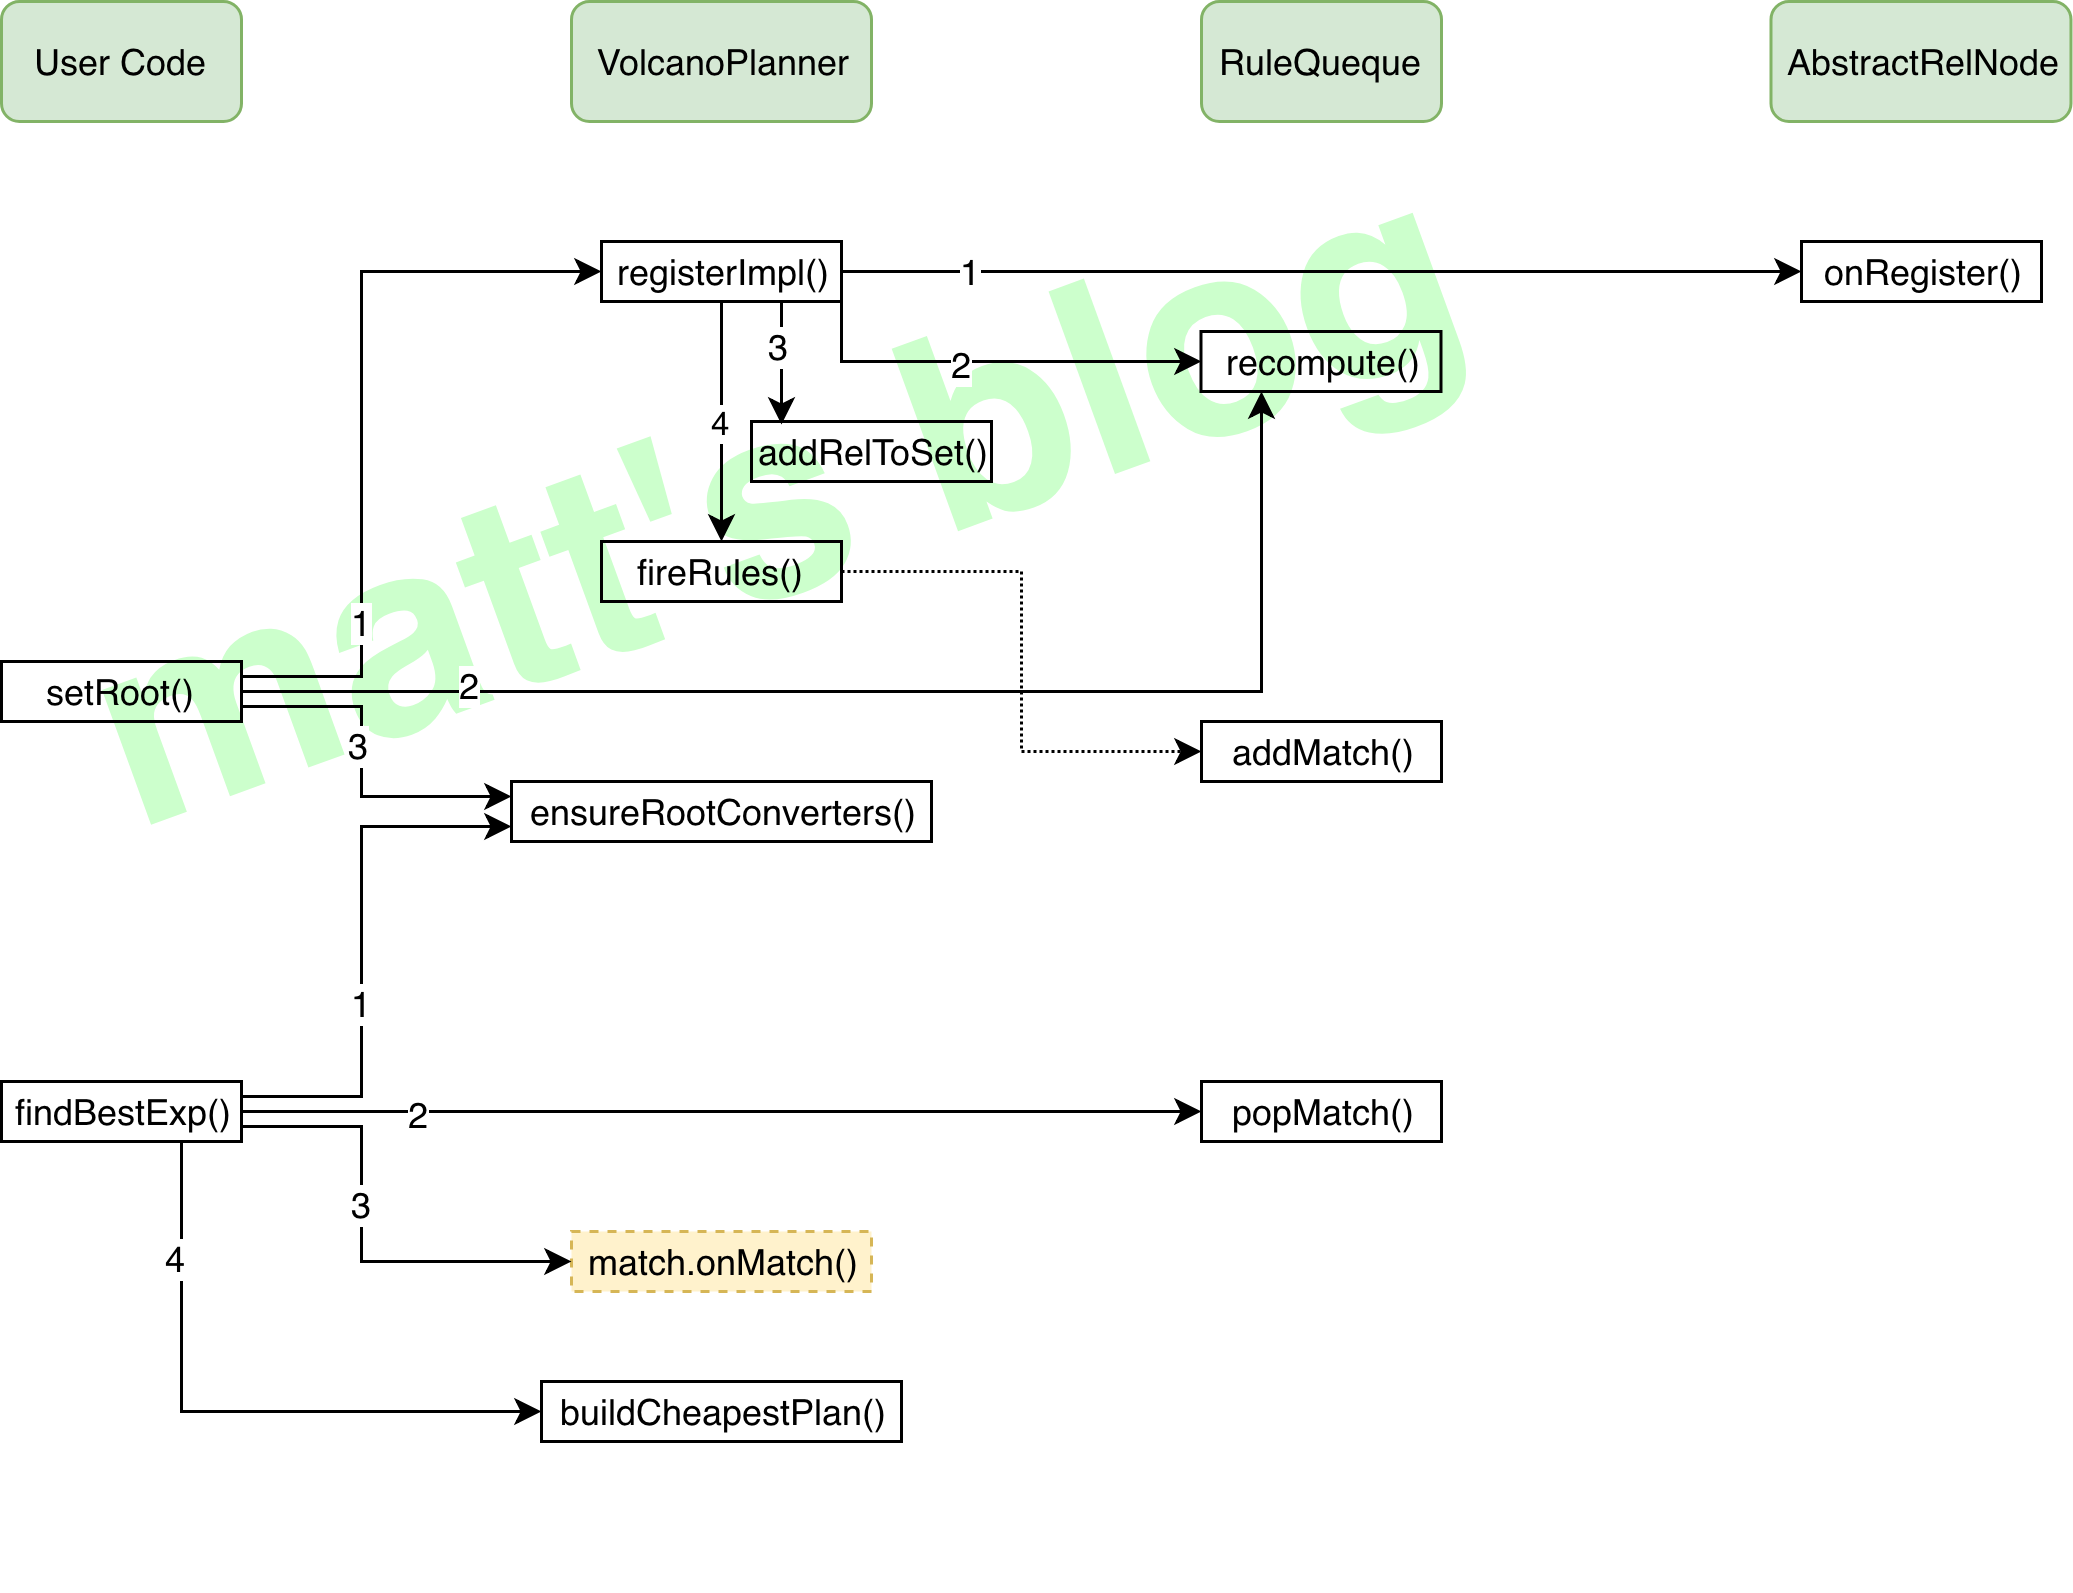 User Code
VolcanoPlanner
RuleQueque
AbstractRelNode
registerImpl()
1
onRegister()
3
2
recompute()
4
addRelToSet()
fireRules()
1
setRoot()
2
3
addMatch()
ensureRootConverters()
1
findBestExp()
2
popMatch()
3
4
match.onMatch()
buildCheapestPlan()
matt's blog